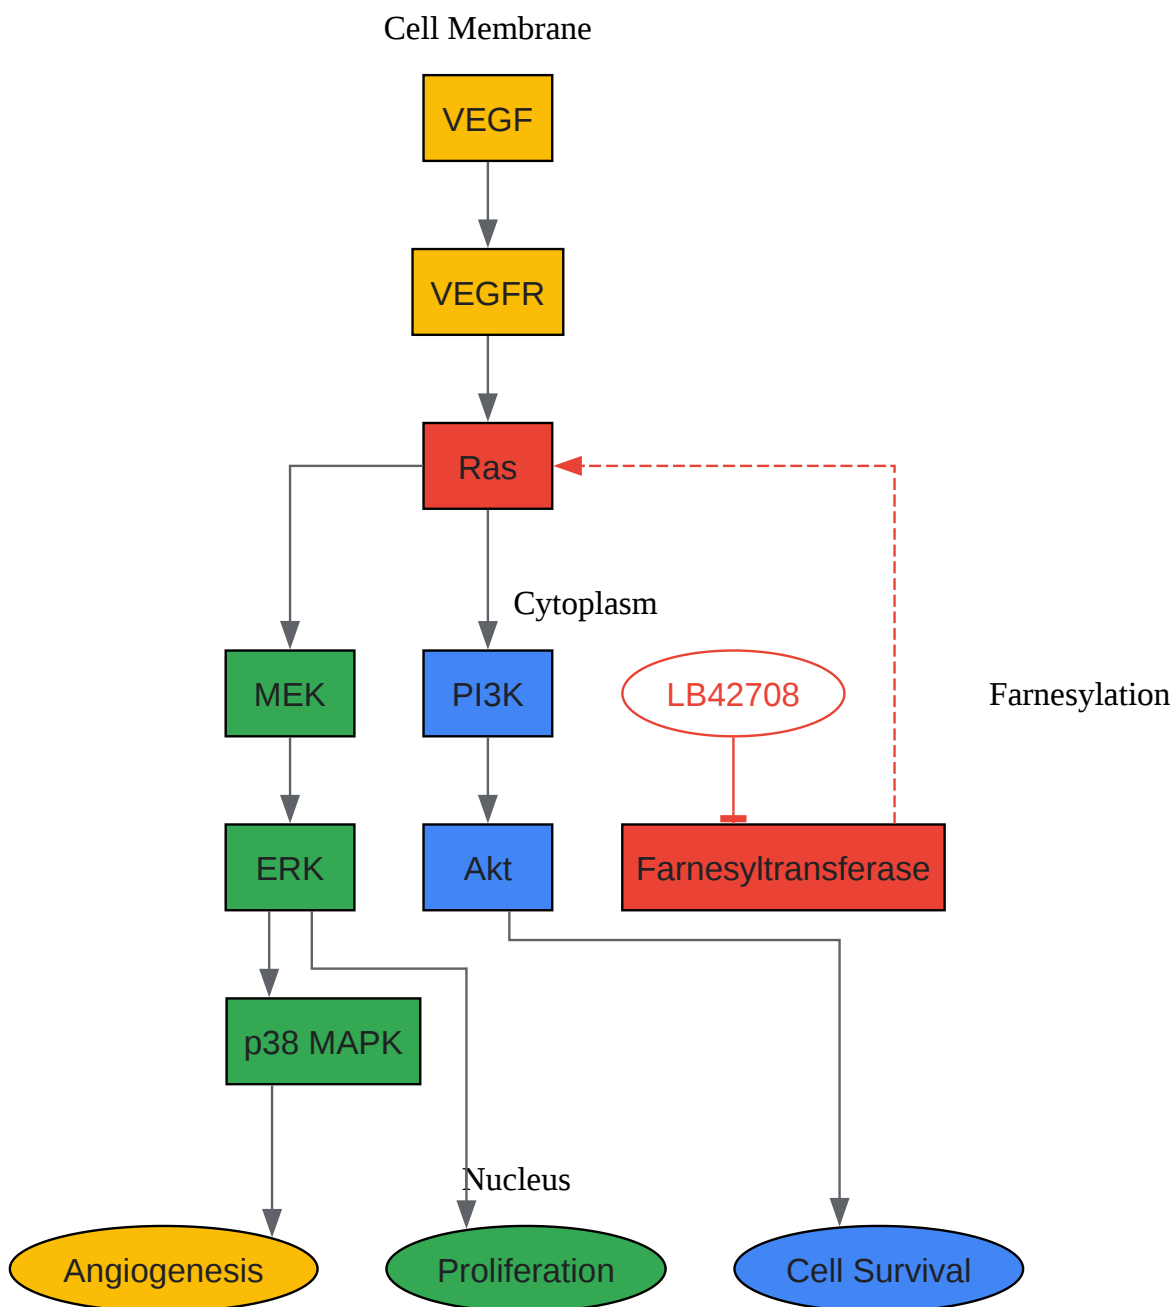 Cell Membrane
VEGF
VEGFR
Ras
Cytoplasm
MEK
PI3K
LB42708
Farnesylation
ERK
Akt
Farnesyltransferase
p38 MAPK
Nucleus
Angiogenesis
Proliferation
Cell Survival